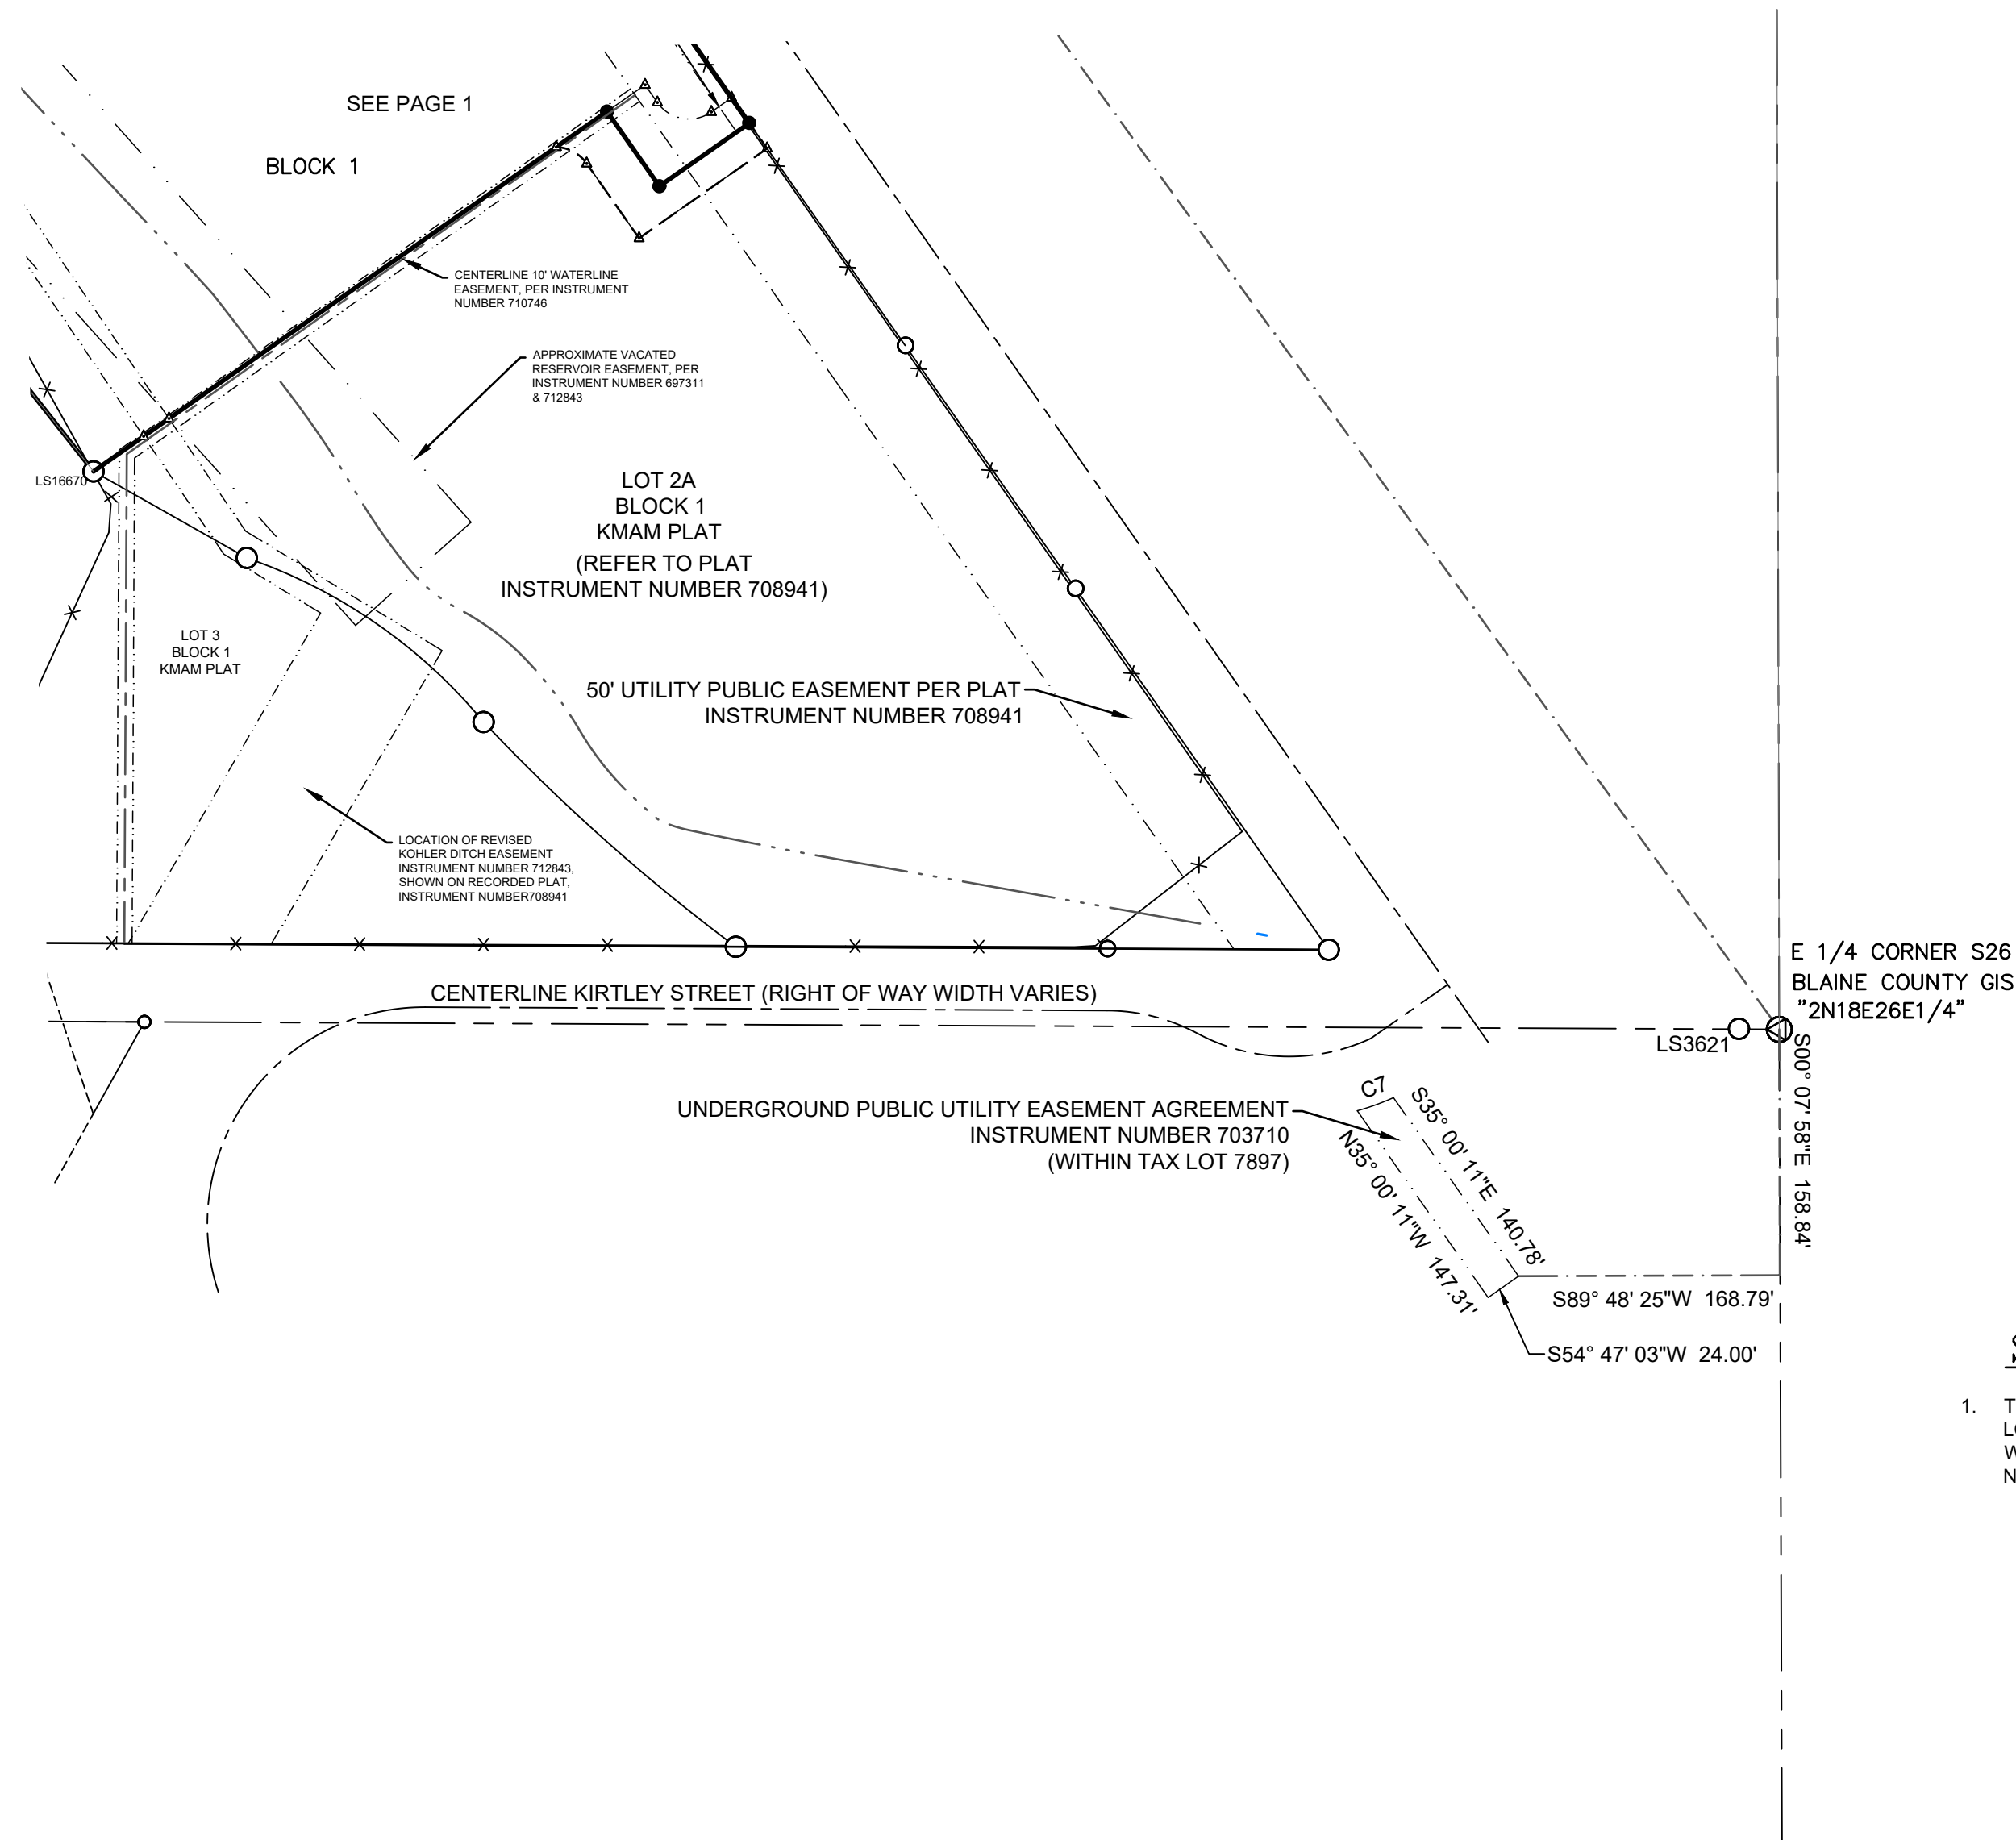 SEE PAGE 1
BLOCK 1
CENTERLINE 10' WATERLINE
EASEMENT, PER INSTRUMENT
NUMBER 710746
APPROXIMATE VACATED
RESERVOIR EASEMENT, PER
INSTRUMENT NUMBER 697311
& 712843
LS16670
LOT 2A
BLOCK 1
KMAM PLAT
(REFER TO PLAT
INSTRUMENT NUMBER 708941)
LOT 3
BLOCK 1
KMAM PLAT
50' UTILITY PUBLIC EASEMENT PER PLAT
INSTRUMENT NUMBER 708941
LOCATION OF REVISED
KOHLER DITCH EASEMENT
INSTRUMENT NUMBER 712843,
SHOWN ON RECORDED PLAT,
INSTRUMENT NUMBER708941
E 1/4 CORNER S26
BLAINE COUNTY GIS
"2N18E26E1/4"
CENTERLINE KIRTLEY STREET (RIGHT OF WAY WIDTH VARIES)
LS3621
S00° 07' 58"E 158.84'
C7
S35° 00' 11"E 140.78'
N35° 00' 11"W 147.31'
UNDERGROUND PUBLIC UTILITY EASEMENT AGREEMENT
INSTRUMENT NUMBER 703710
(WITHIN TAX LOT 7897)
S89° 48' 25"W 168.79'
S54° 47' 03"W 24.00'
1.